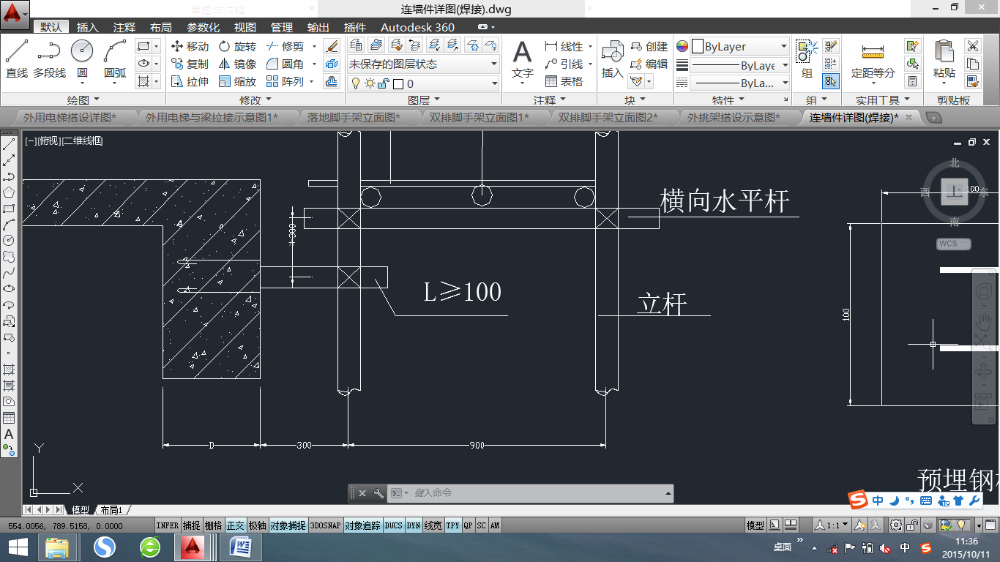 连墙件详图(焊接).dwg
默认 插入 注释 布局 参数化 视图 管理 输出 插件 Autodesk 360
直线 多段线 圆 圆弧 移动 旋转 修剪 未保存的图层状态 文字 线性 插入 创建 ByLayer 组 定距等分 粘贴
复制 镜像 圆角 引线 编辑 ByLaye
拉伸 缩放 阵列 0 表格 ByLa...
绘图 修改 图层 注释 块 特性 组 实用工具 剪贴板
外用电梯搭设详图* 外用电梯与梁拉接示意图1* 落地脚手架立面图* 双排脚手架立面图1* 双排脚手架立面图2* 外挑架搭设示意图* 连墙件详图(焊接)*
[−][俯视][二维线框]
北
西 上 东
南
WCS
100
横向水平杆
300
L≥100
立杆
100
D 300 900
预埋钢
Y
X
键入命令
中
模型 布局1
554.0056, 789.5158, 0.0000 INFER 捕捉 栅格 正交 极轴 对象捕捉 3DOSNAP 对象追踪 DUCS DYN 线宽 TPY QP SC AM 模型 1:1
桌面 中 11:36
2015/10/11